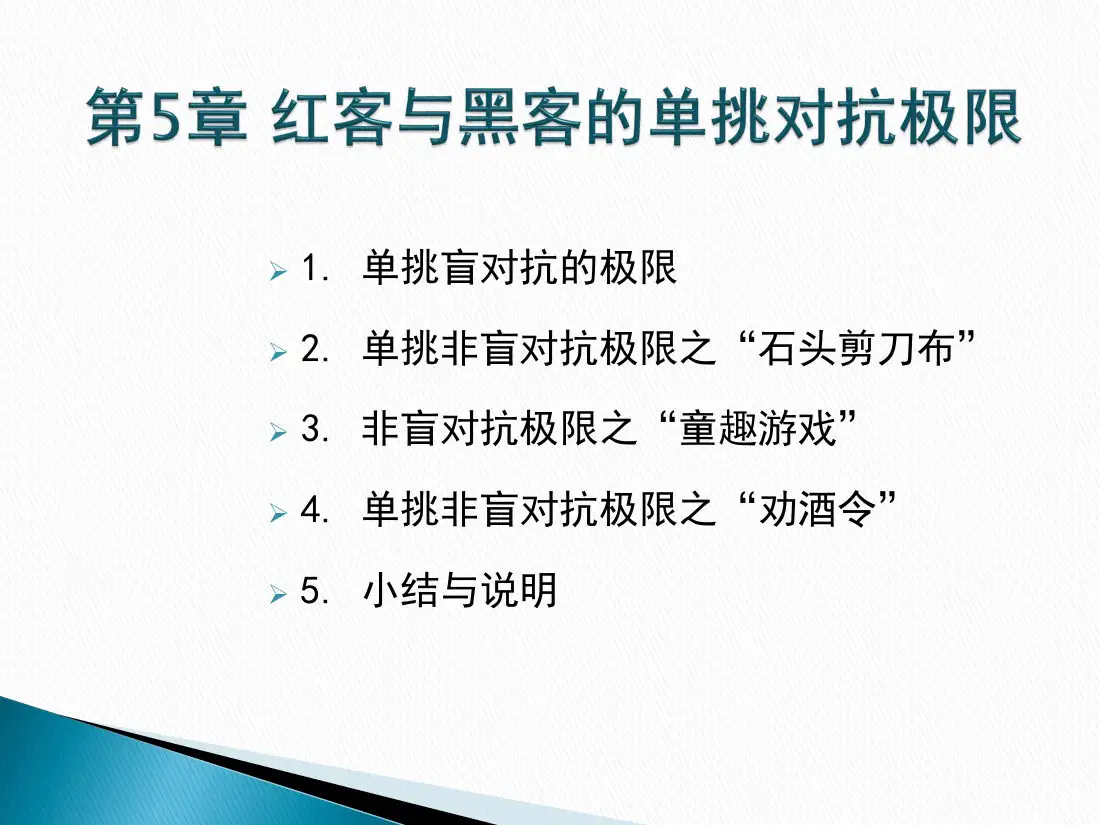 第5章 红客与黑客的单挑对抗极限
1. 单挑盲对抗的极限
2. 单挑非盲对抗极限之“石头剪刀布”
3. 非盲对抗极限之“童趣游戏”
4. 单挑非盲对抗极限之“劝酒令”
5. 小结与说明